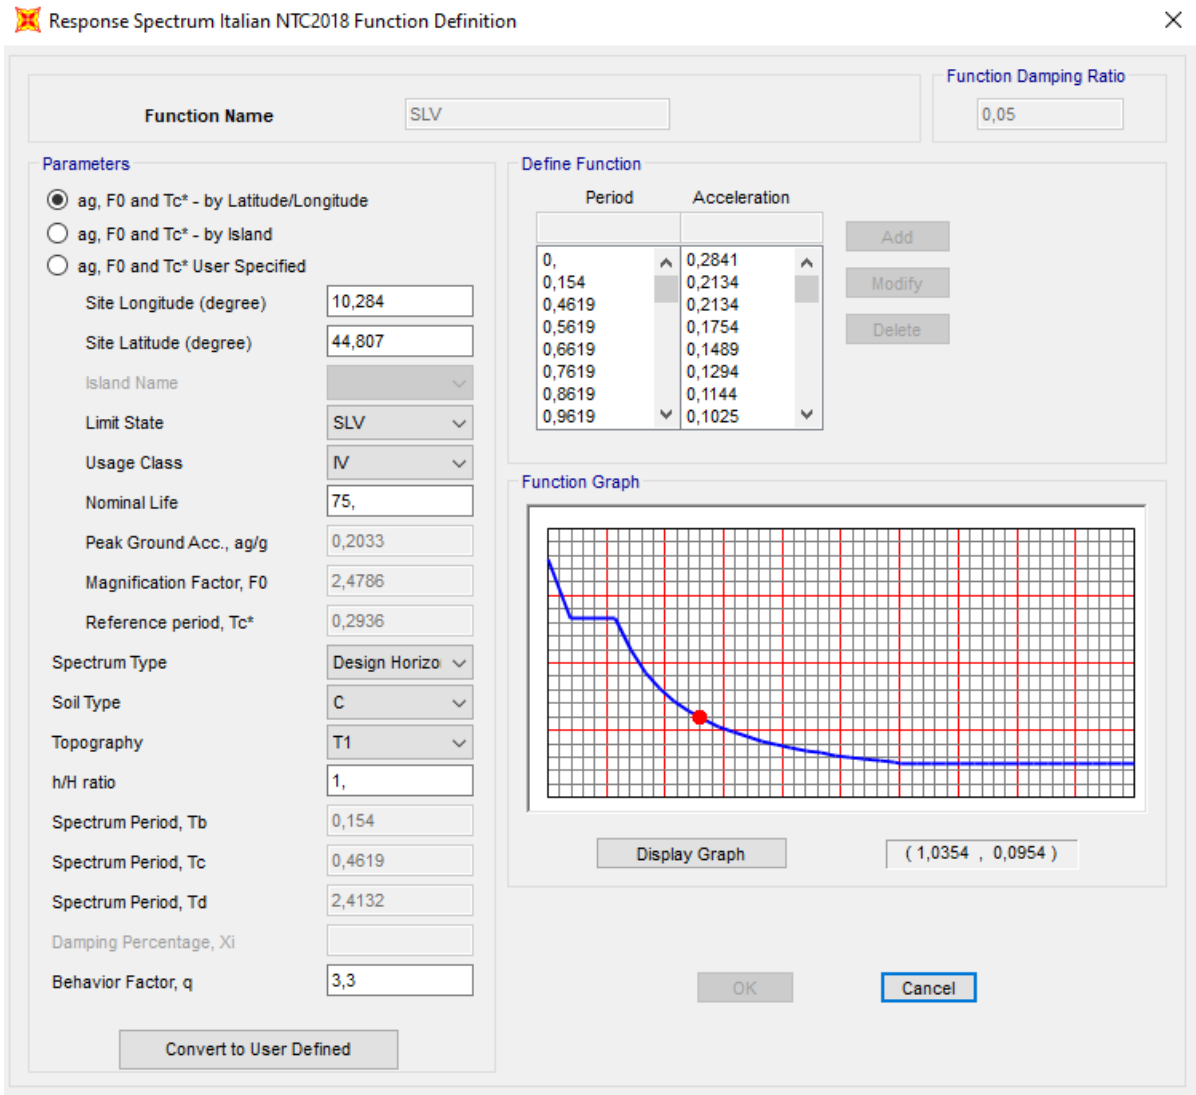 Response Spectrum Italian NTC2018 Function Definition
Function Damping Ratio
Function Name
SLV
0,05
Parameters
ag, F0 and Tc* - by Latitude/Longitude
ag, F0 and Tc* - by Island
ag, F0 and Tc* User Specified
Site Longitude (degree)
10,284
Site Latitude (degree)
44,807
Island Name
Limit State
SLV
Usage Class
IV
Nominal Life
75,
Peak Ground Acc., ag/g
0,2033
Magnification Factor, F0
2,4786
Reference period, Tc*
0,2936
Spectrum Type
Design Horizo
Soil Type
C
Topography
T1
h/H ratio
1,
Spectrum Period, Tb
0,154
Spectrum Period, Tc
0,4619
Spectrum Period, Td
2,4132
Damping Percentage, Xi
Behavior Factor, q
3,3
Convert to User Defined
Define Function
Period Acceleration
0, 0,2841
0,154 0,2134
0,4619 0,2134
0,5619 0,1754
0,6619 0,1489
0,7619 0,1294
0,8619 0,1144
0,9619 0,1025
Add
Modify
Delete
Function Graph
Display Graph
(1,0354 , 0,0954 )
OK
Cancel